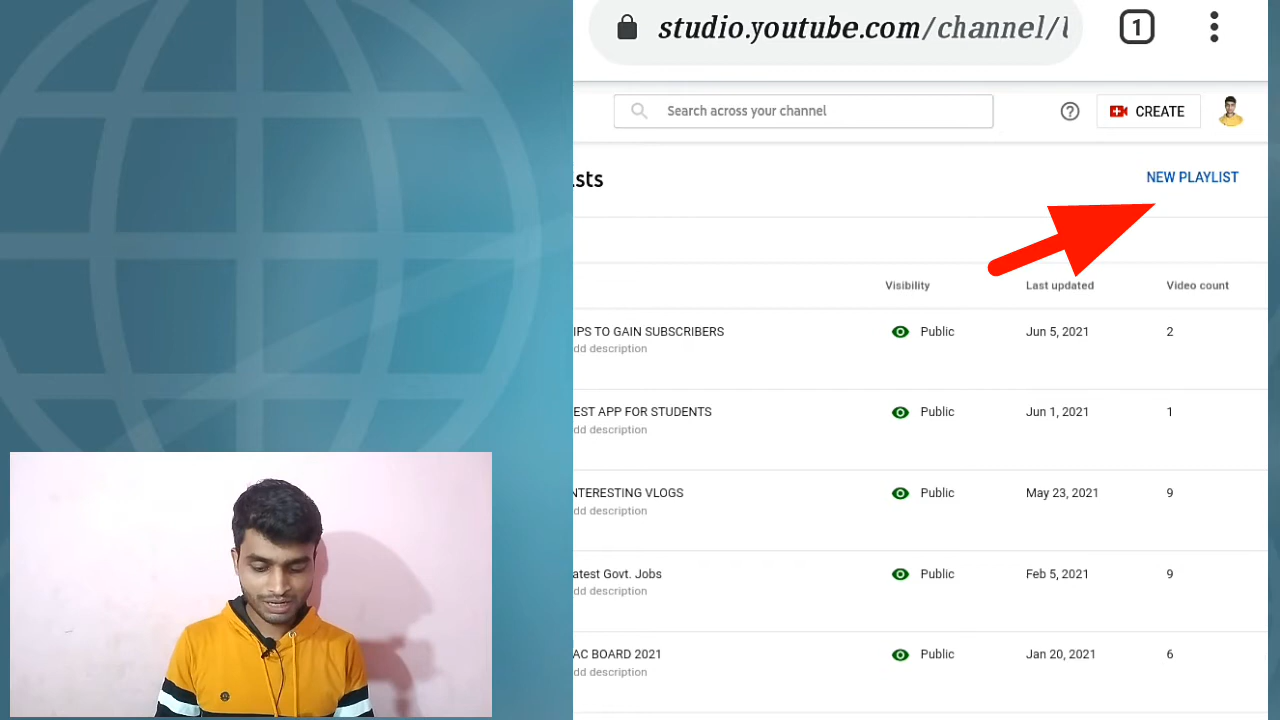 studio.youtube.com/channel/U
1
Search across your channel
CREATE
sts
NEW PLAYLIST
Visibility Last updated Video count
IPS TO GAIN SUBSCRIBERS Public Jun 5, 2021 2
dd description
EST APP FOR STUDENTS Public Jun 1, 2021 1
dd description
NTERESTING VLOGS Public May 23, 2021 9
dd description
atest Govt. Jobs Public Feb 5, 2021 9
dd description
AC BOARD 2021 Public Jan 20, 2021 6
dd description